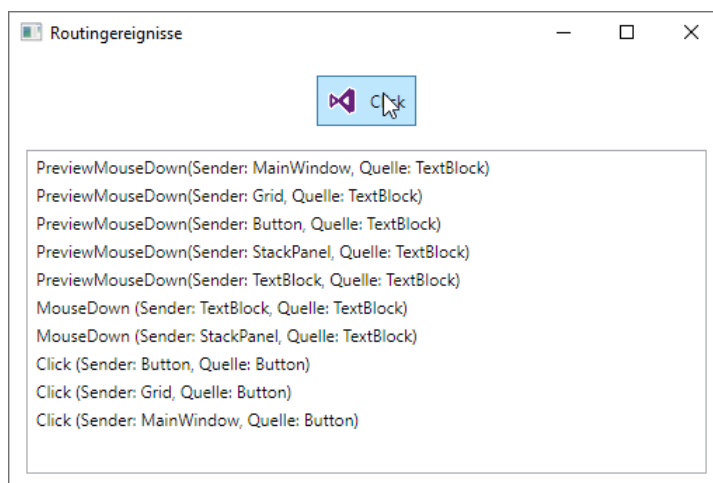 Routingereignisse
Click
PreviewMouseDown(Sender: MainWindow, Quelle: TextBlock)
PreviewMouseDown(Sender: Grid, Quelle: TextBlock)
PreviewMouseDown(Sender: Button, Quelle: TextBlock)
PreviewMouseDown(Sender: StackPanel, Quelle: TextBlock)
PreviewMouseDown(Sender: TextBlock, Quelle: TextBlock)
MouseDown (Sender: TextBlock, Quelle: TextBlock)
MouseDown (Sender: StackPanel, Quelle: TextBlock)
Click (Sender: Button, Quelle: Button)
Click (Sender: Grid, Quelle: Button)
Click (Sender: MainWindow, Quelle: Button)